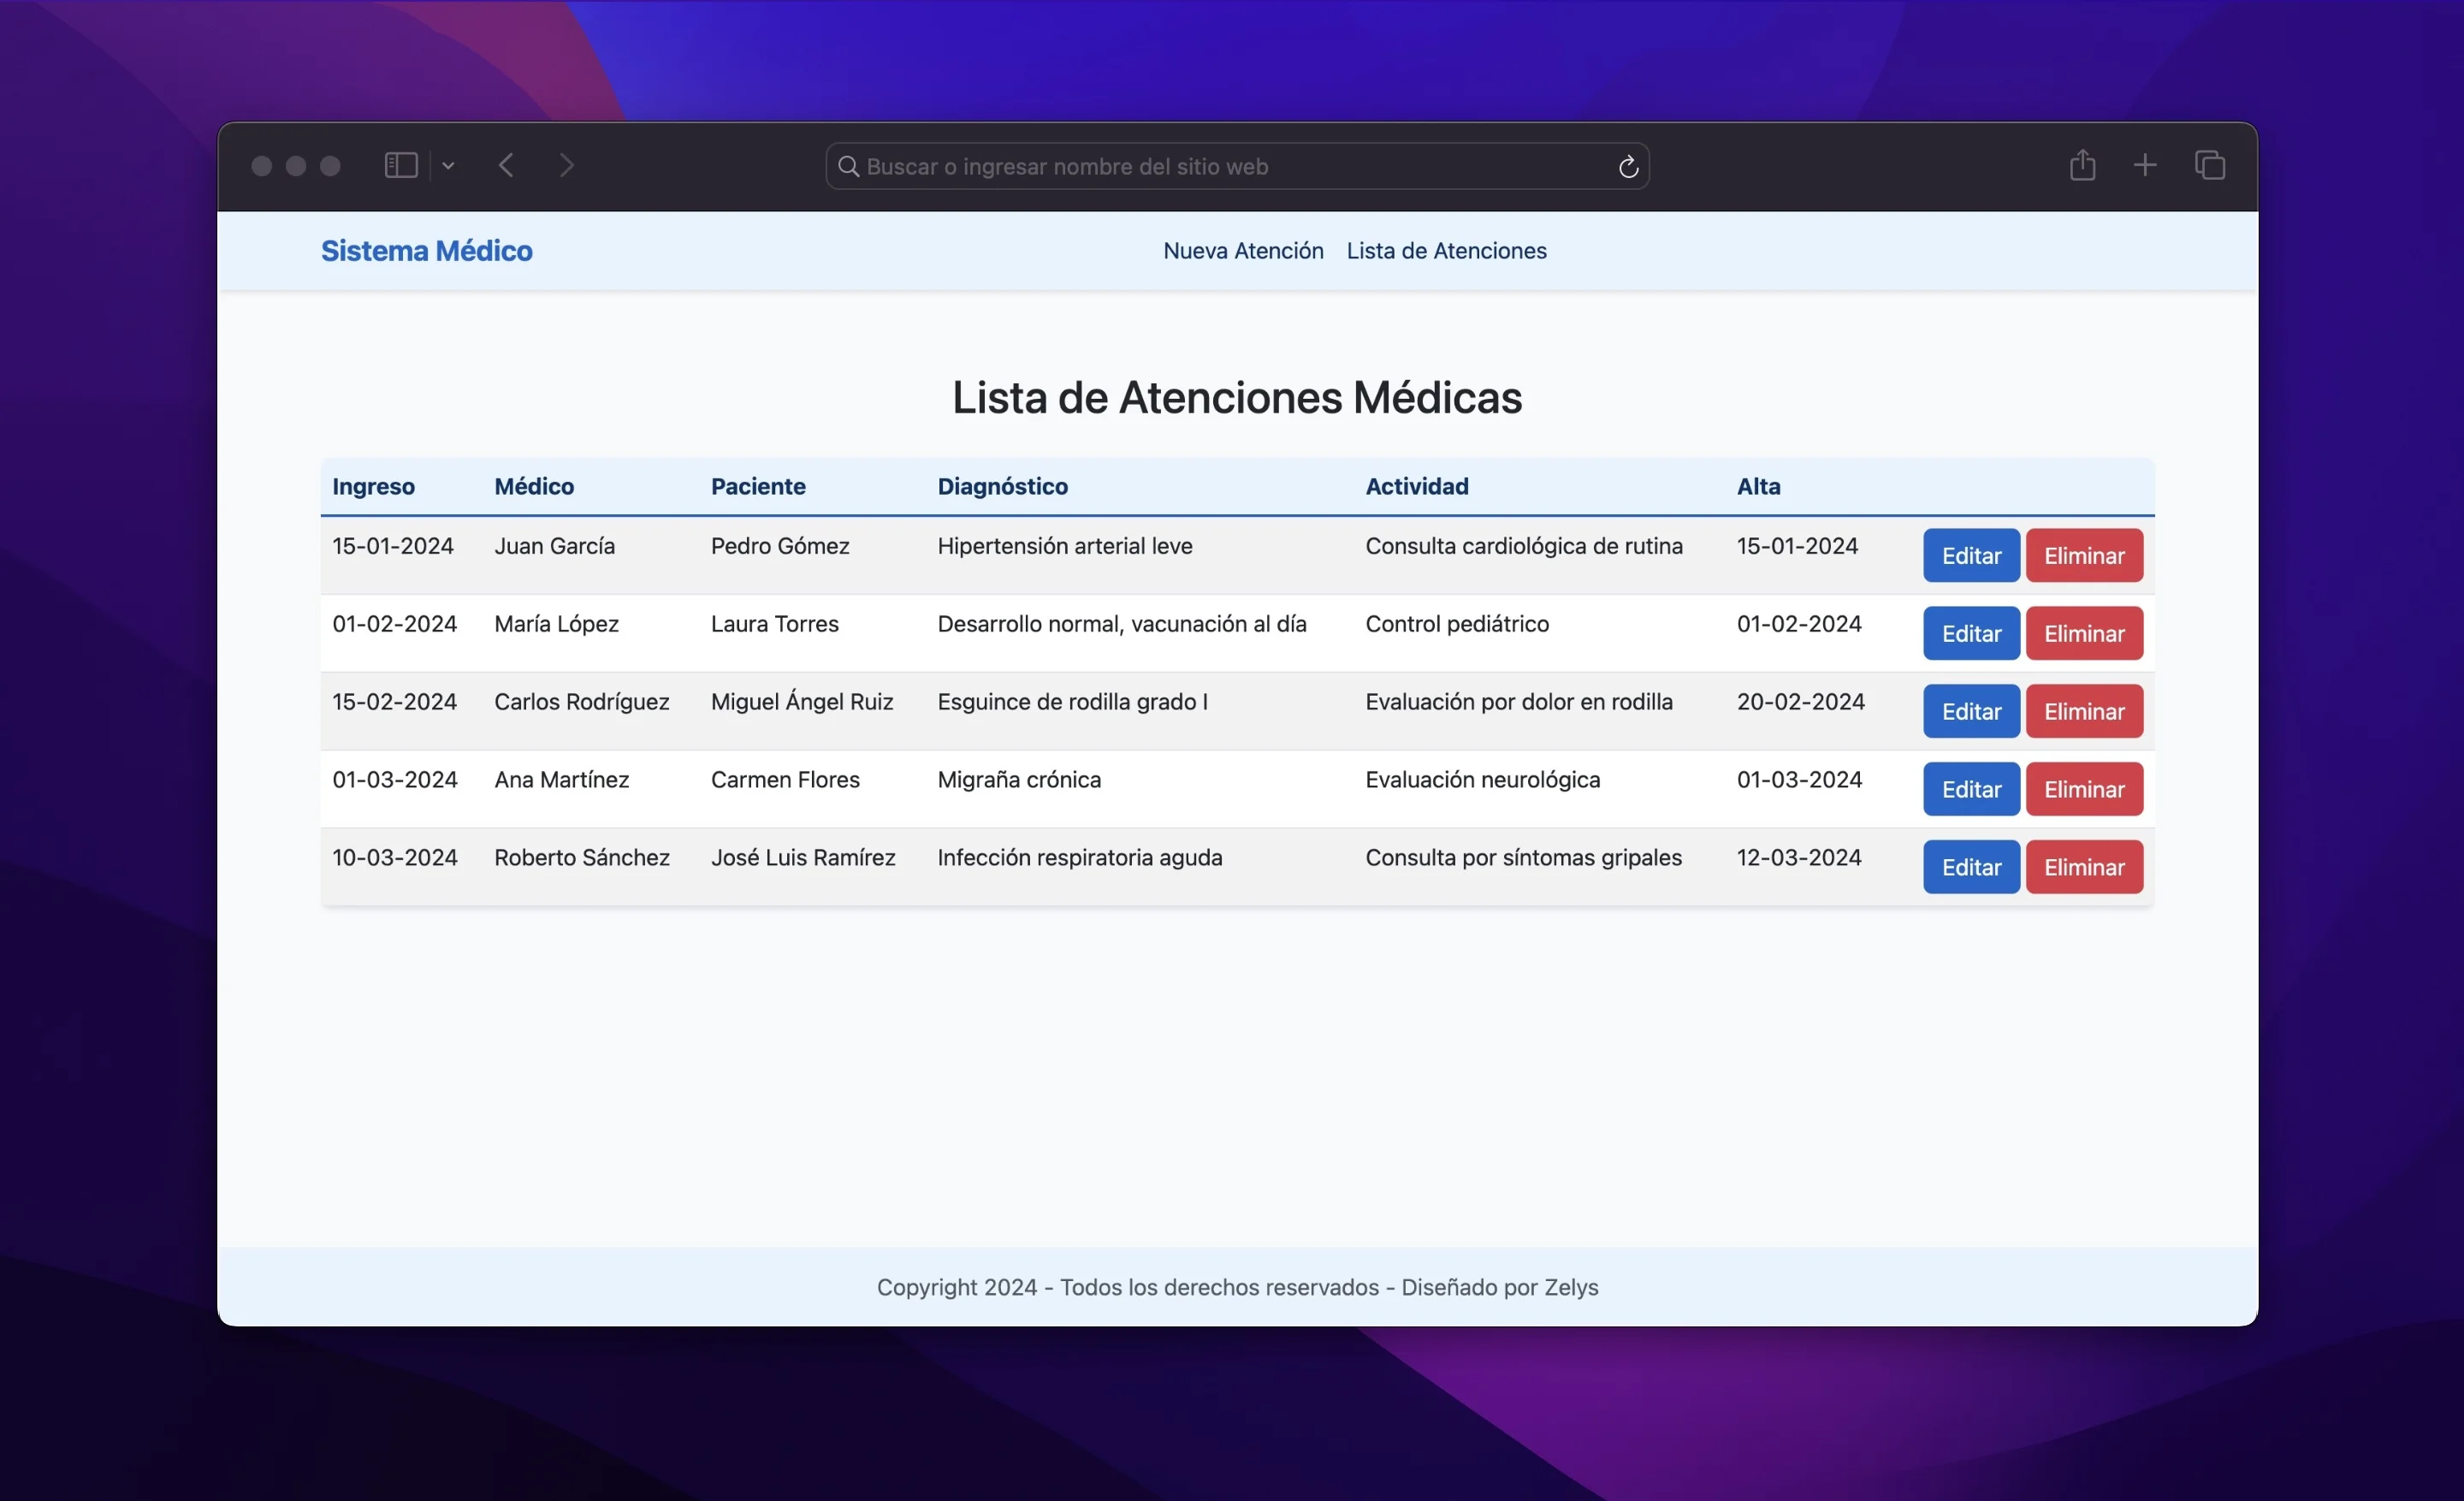 Buscar o ingresar nombre del sitio web
Sistema Médico Nueva Atención Lista de Atenciones
Lista de Atenciones Médicas
Ingreso Médico Paciente Diagnóstico Actividad Alta
15-01-2024 Juan García Pedro Gómez Hipertensión arterial leve Consulta cardiológica de rutina 15-01-2024 Editar Eliminar
01-02-2024 María López Laura Torres Desarrollo normal, vacunación al día Control pediátrico 01-02-2024 Editar Eliminar
15-02-2024 Carlos Rodríguez Miguel Ángel Ruiz Esguince de rodilla grado I Evaluación por dolor en rodilla 20-02-2024 Editar Eliminar
01-03-2024 Ana Martínez Carmen Flores Migraña crónica Evaluación neurológica 01-03-2024 Editar Eliminar
10-03-2024 Roberto Sánchez José Luis Ramírez Infección respiratoria aguda Consulta por síntomas gripales 12-03-2024 Editar Eliminar
Copyright 2024 - Todos los derechos reservados - Diseñado por Zelys